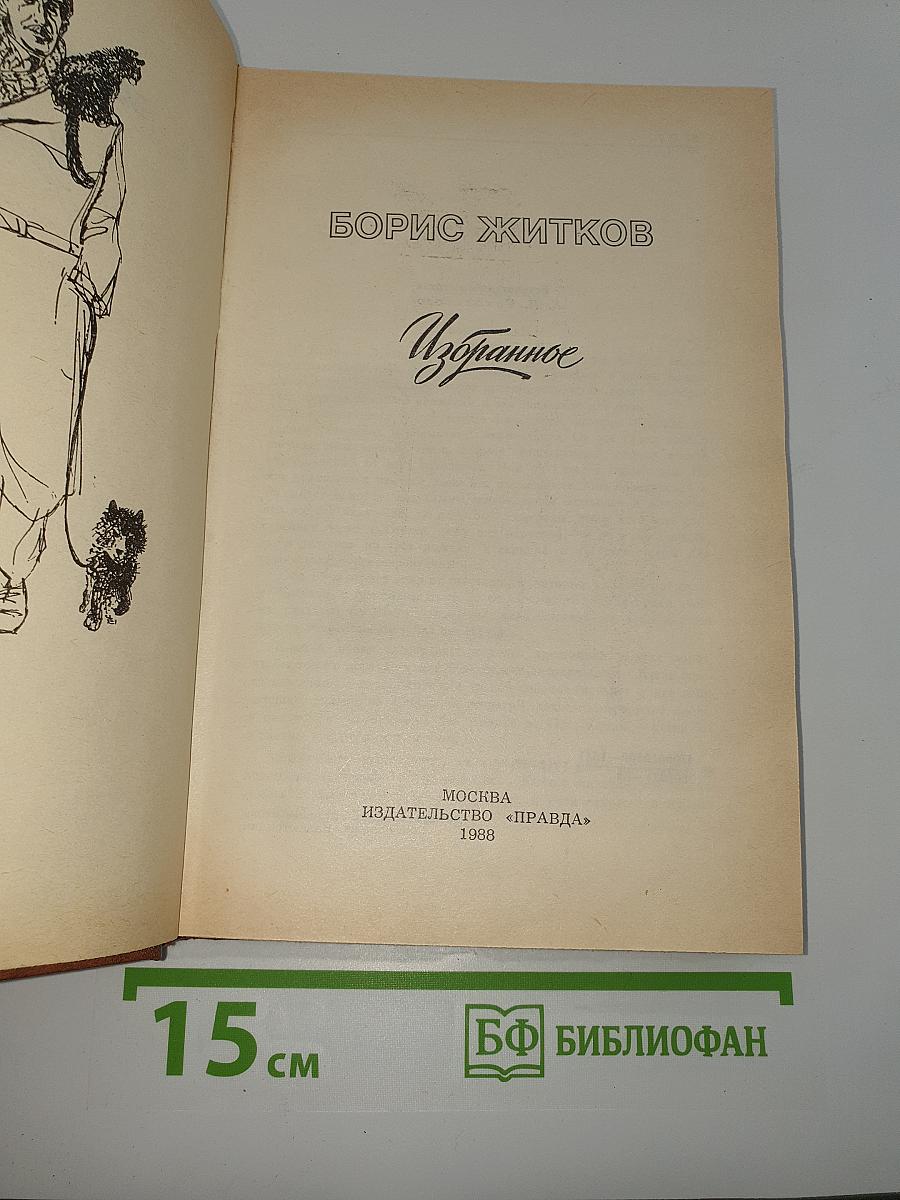 БОРИС ЖИТКОВ
Избранное
МОСКВА
ИЗДАТЕЛЬСТВО «ПРАВДА»
1988
15 см
БФ БИБЛИОФАН